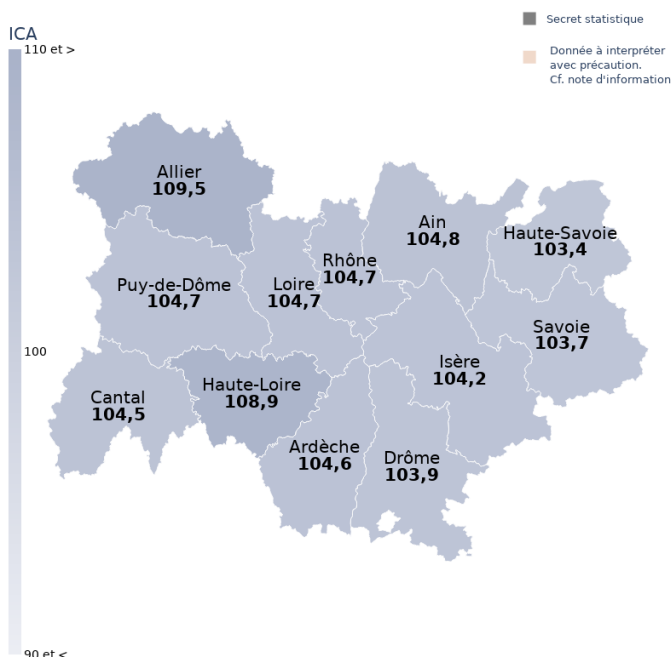 Secret statistique
ICA
110 et >
Donnée à interpréter
avec précaution.
Cf. note d'information
Allier
109,5
Ain
104,8
Haute-Savoie
103,4
Rhône
104,7
Puy-de-Dôme
104,7
Loire
104,7
Savoie
103,7
100
Isère
104,2
Haute-Loire
108,9
Cantal
104,5
Ardèche
104,6
Drôme
103,9
90 et <